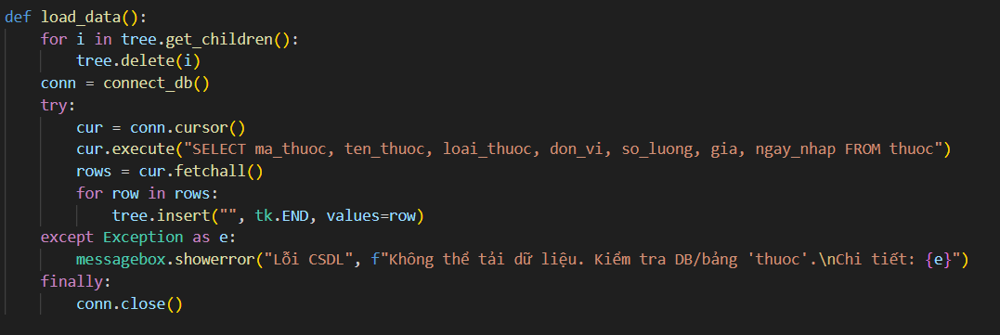 def load_data():
    for i in tree.get_children():
        tree.delete(i)
    conn = connect_db()
    try:
        cur = conn.cursor()
        cur.execute("SELECT ma_thuoc, ten_thuoc, loai_thuoc, don_vi, so_luong, gia, ngay_nhap FROM thuoc")
        rows = cur.fetchall()
        for row in rows:
            tree.insert("", tk.END, values=row)
    except Exception as e:
        messagebox.showerror("Lỗi CSDL", f"Không thể tải dữ liệu. Kiểm tra DB/bảng 'thuoc'.\nChi tiết: {e}")
    finally:
        conn.close()